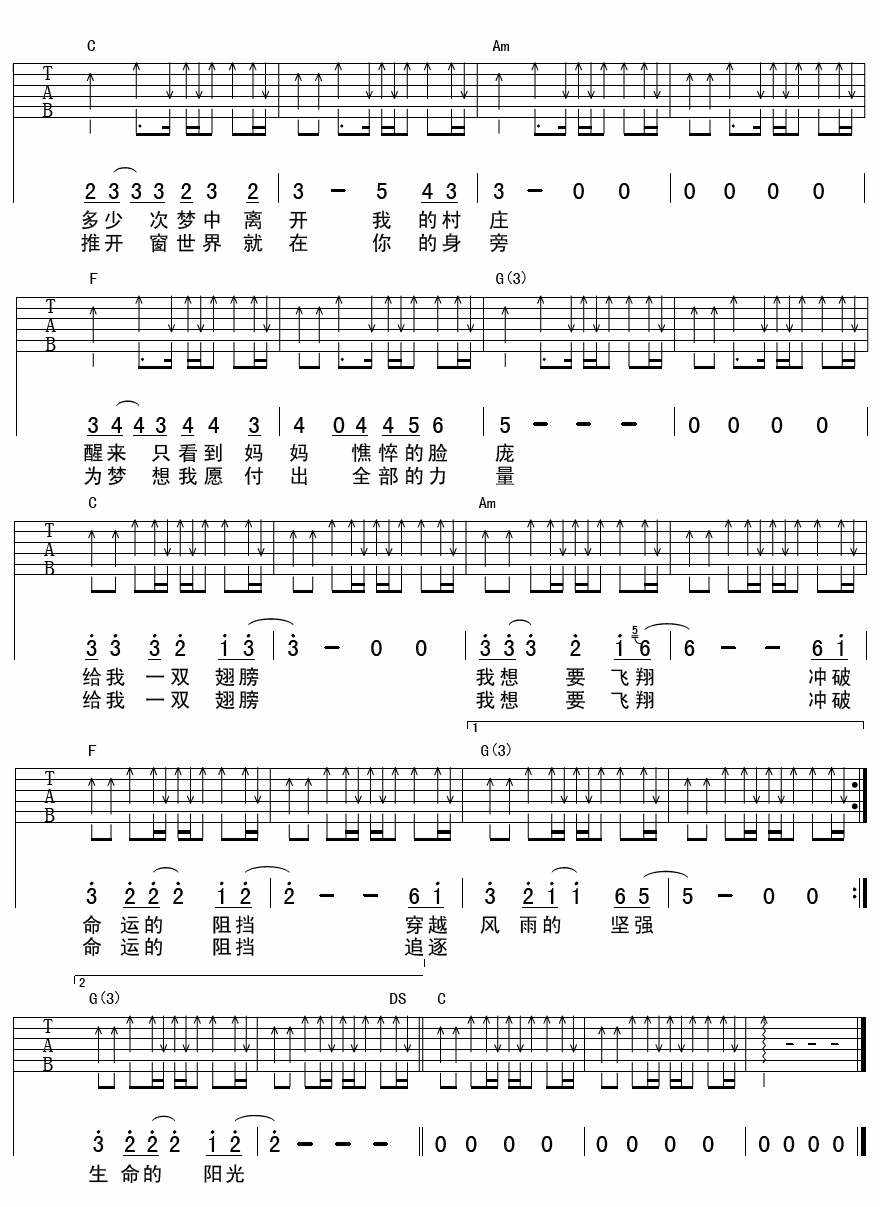 C Am
T
A
B
2 3 3 3 2 3 2 3 - 5 4 3 3 - 0 0 0 0 0 0
多少 次梦中 离 开 我 的村 庄
推开 窗世界 就 在 你 的身 旁
F G(3)
T
A
B
3 4 4 3 4 4 3 4 0 4 4 5 6 5 - - - 0 0 0 0
醒来 只看到 妈 妈 憔悴的脸 庞
为梦 想我愿 付 出 全部的力 量
C Am
T
A
B
3 3 3 2 1 3 3 - 0 0 3 3 3 2 1 5 6 6 - - 6 1
给我 一双 翅膀 我想 要 飞翔 冲破
给我 一双 翅膀 我想 要 飞翔 冲破
1
F G(3)
T
A
B
3 2 2 2 1 2 2 - - 6 1 3 2 1 1 6 5 5 - 0 0
命 运的 阻挡 穿越 风 雨的 坚强
命 运的 阻挡 追逐
2
G(3) DS C
T
A
B
3 2 2 2 1 2 2 - - - 0 0 0 0 0 0 0 0 0 0 0 0
生 命的 阳光